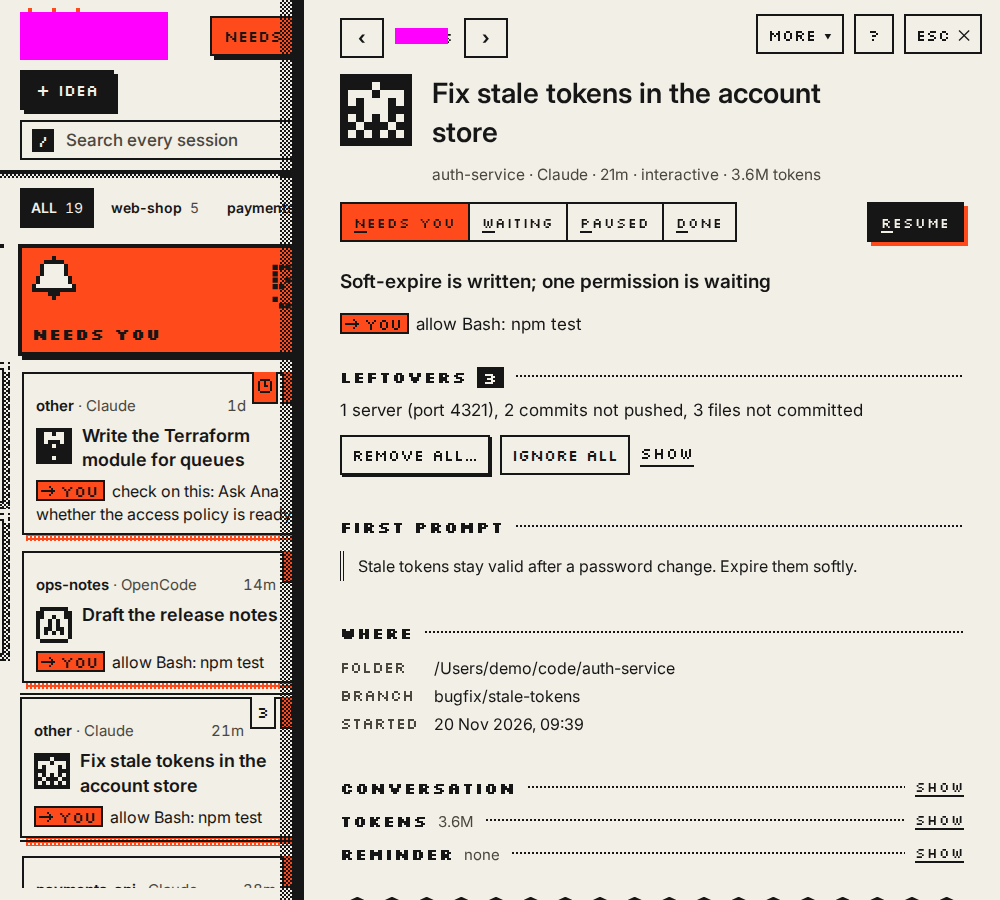 NEEDS
+ IDEA
/ Search every session
ALL 19 web-shop 5
NEEDS YOU
other · Claude 1d
Write the Terraform
module for queues
→ YOU check on this: Ask Ana
whether the access policy is ready
ops-notes · OpenCode 14m
Draft the release notes
→ YOU allow Bash: npm test
3
other · Claude 21m
Fix stale tokens in the
account store
→ YOU allow Bash: npm test
‹ › MORE ▾ ? ESC ×
Fix stale tokens in the account
store
auth-service · Claude · 21m · interactive · 3.6M tokens
NEEDS YOU WAITING PAUSED DONE RESUME
Soft-expire is written; one permission is waiting
→ YOU allow Bash: npm test
LEFTOVERS 3
1 server (port 4321), 2 commits not pushed, 3 files not committed
REMOVE ALL… IGNORE ALL SHOW
FIRST PROMPT
Stale tokens stay valid after a password change. Expire them softly.
WHERE
FOLDER /Users/demo/code/auth-service
BRANCH bugfix/stale-tokens
STARTED 20 Nov 2026, 09:39
CONVERSATION SHOW
TOKENS 3.6M SHOW
REMINDER none SHOW